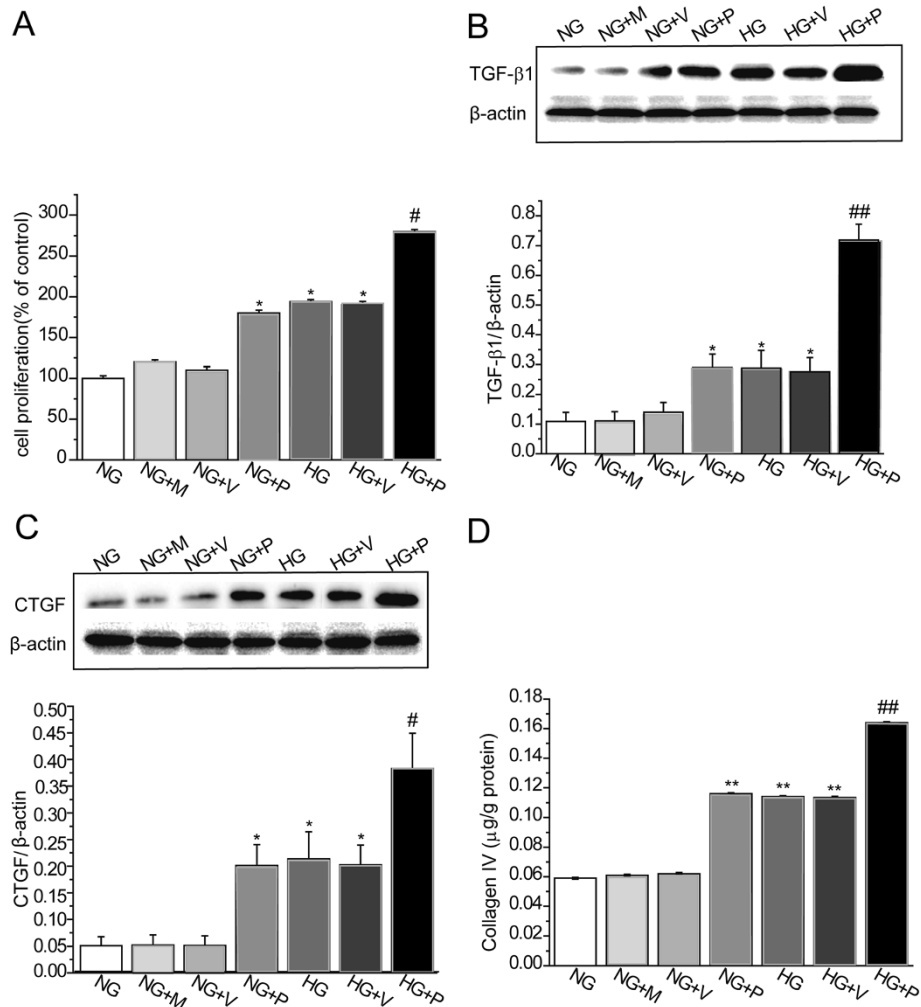 A
cell proliferation(% of control)
300
250
200
150
100
50
0
*
*
*
#
NG
NG+M
NG+V
NG+P
HG
HG+V
HG+P
B
NG
NG+M
NG+V
NG+P
HG
HG+V
HG+P
TGF-β1
β-actin
TGF-β1/β-actin
0.8
0.7
0.6
0.5
0.4
0.3
0.2
0.1
0.0
*
*
*
##
NG
NG+M
NG+V
NG+P
HG
HG+V
HG+P
C
NG
NG+M
NG+V
NG+P
HG
HG+V
HG+P
CTGF
β-actin
CTGF/β-actin
0.50
0.45
0.40
0.35
0.30
0.25
0.20
0.15
0.10
0.05
0.00
*
*
*
#
NG
NG+M
NG+V
NG+P
HG
HG+V
HG+P
D
Collagen IV (μg/g protein)
0.18
0.16
0.14
0.12
0.10
0.08
0.06
0.04
0.02
0.00
**
**
**
##
NG
NG+M
NG+V
NG+P
HG
HG+V
HG+P